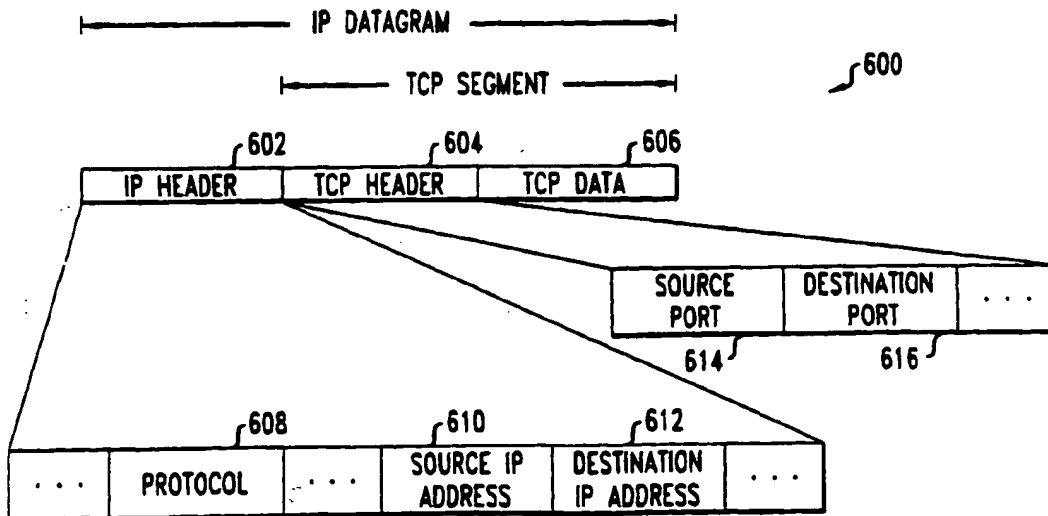 IP DATAGRAM
TCP SEGMENT
600
602
604
606
IP HEADER
TCP HEADER
TCP DATA
SOURCE
PORT
DESTINATION
PORT
. . .
614
616
608
610
612
. . .
PROTOCOL
. . .
SOURCE IP
ADDRESS
DESTINATION
IP ADDRESS
. . .